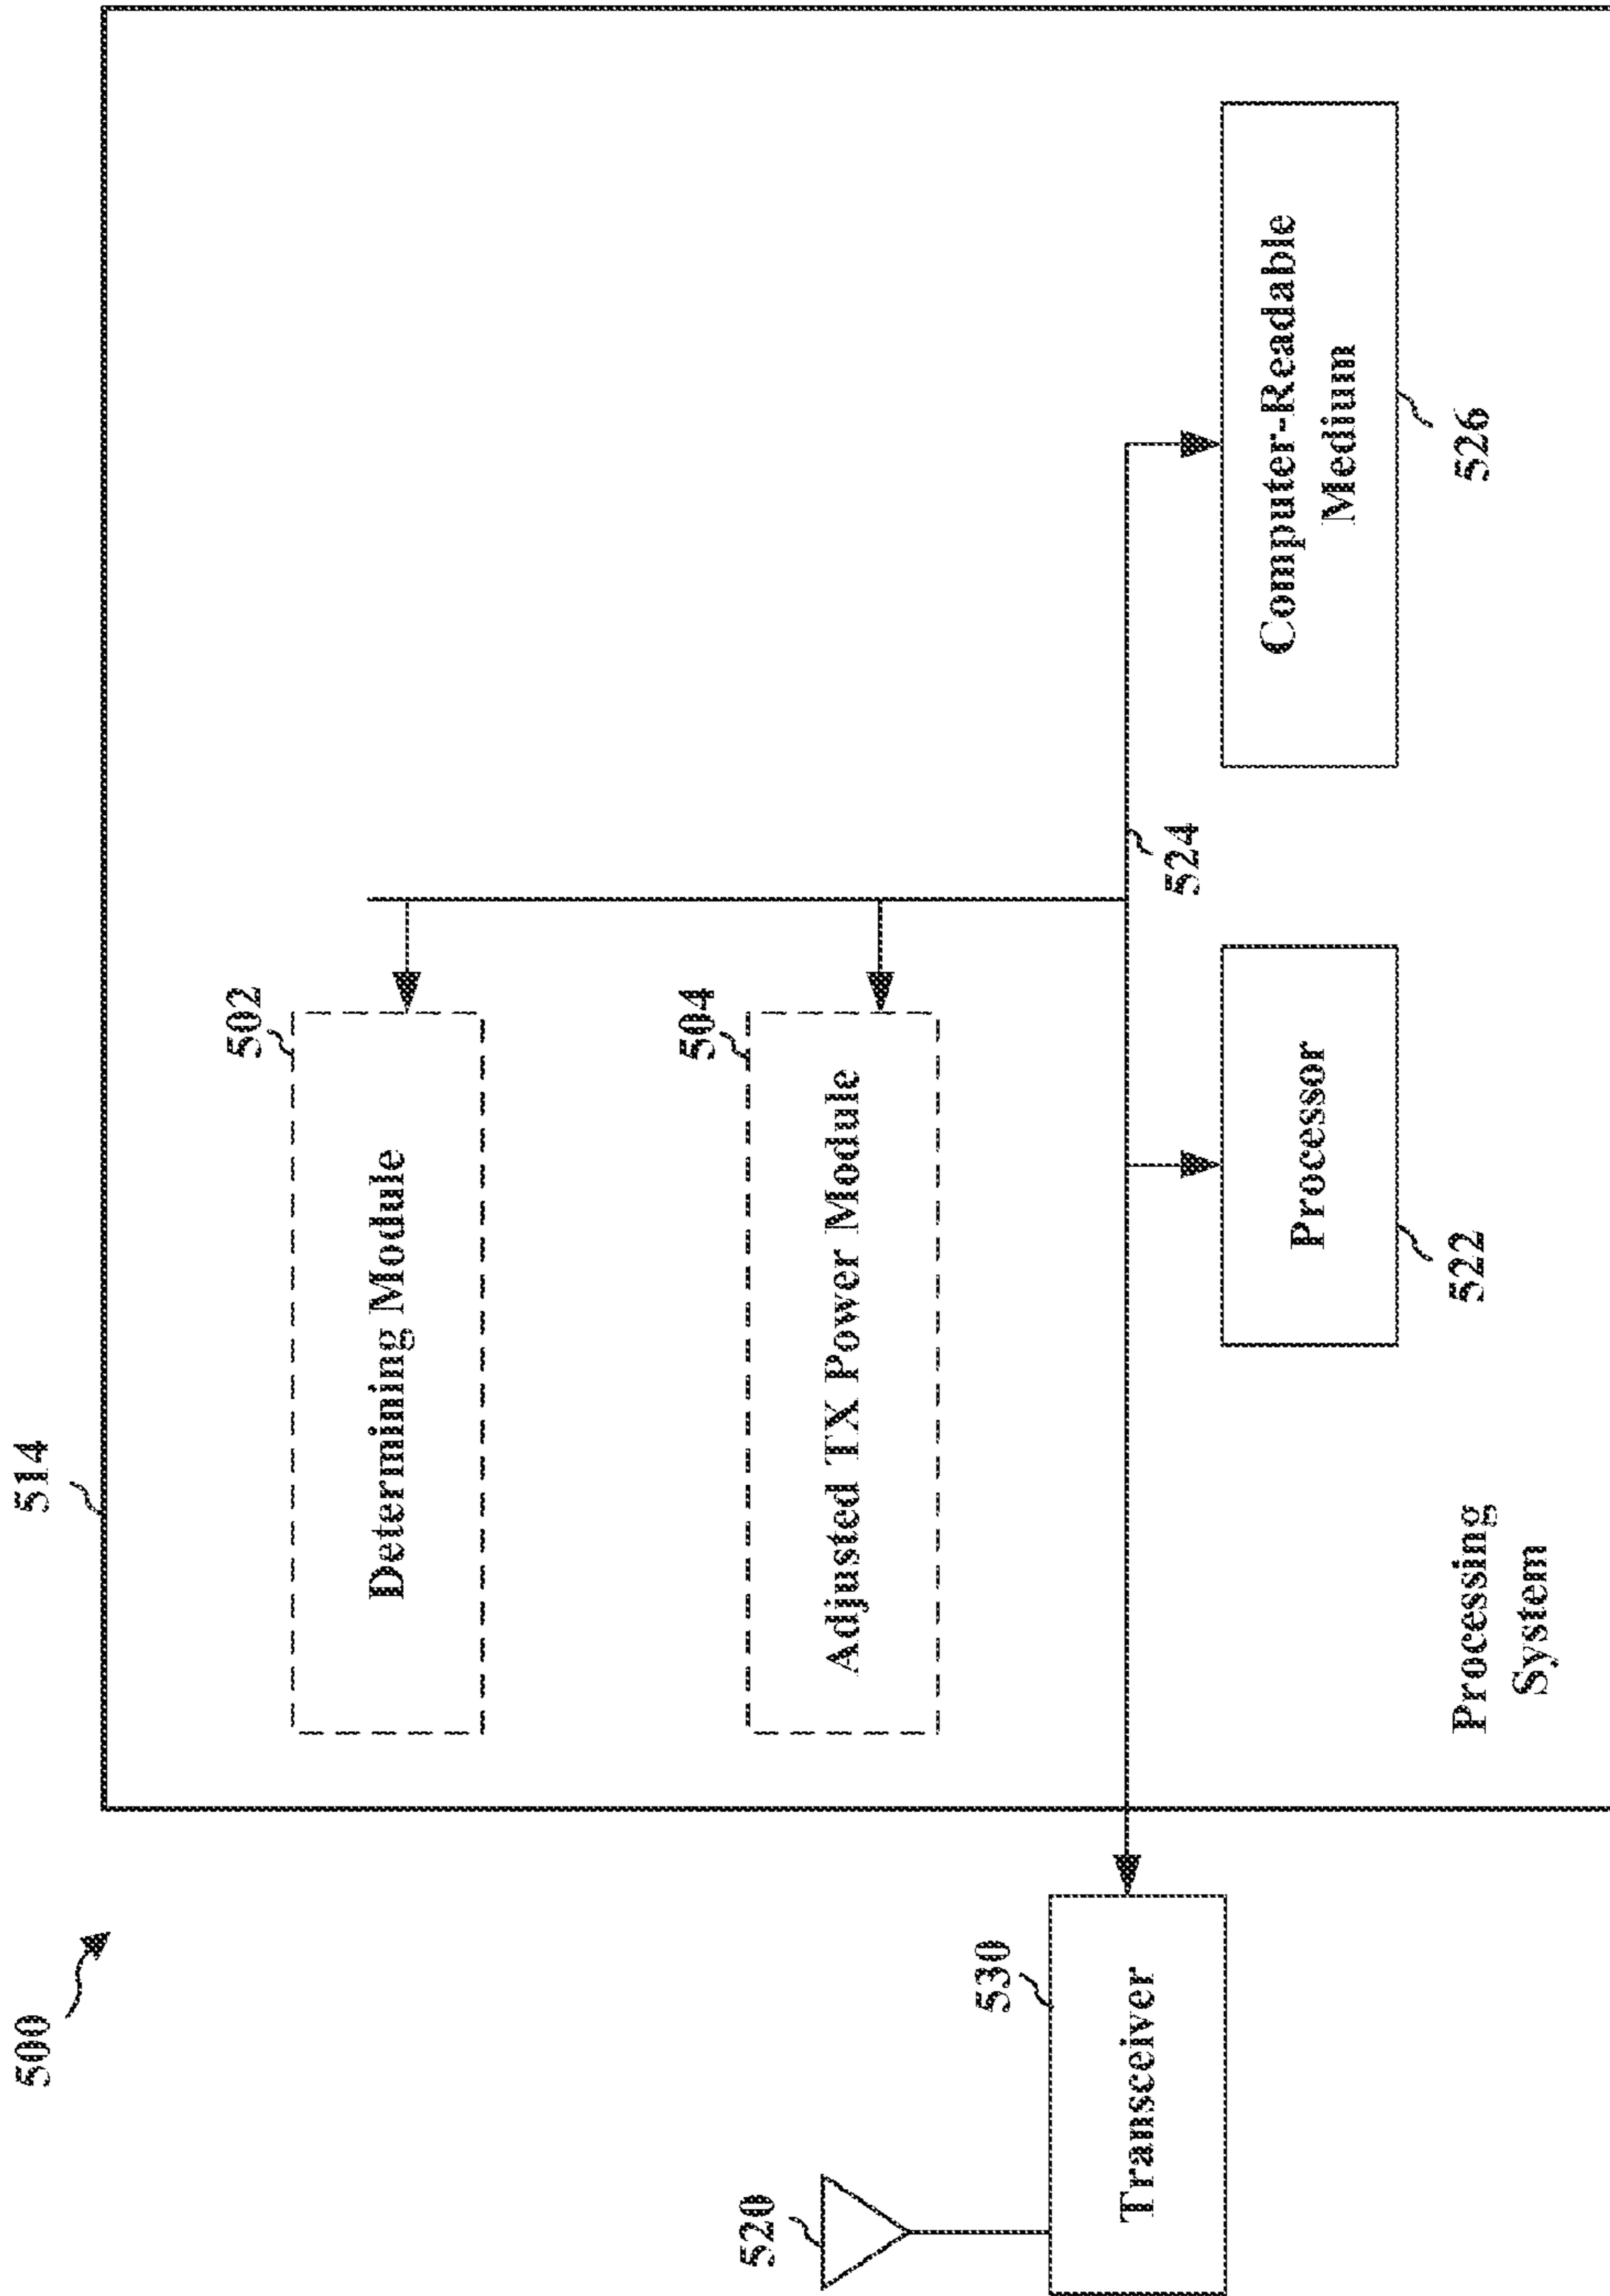 500
514
502
Determining Module
504
Adjusted TX Power Module
520
530
Transceiver
524
Processor
522
Computer-Readable
Medium
526
Processing
System